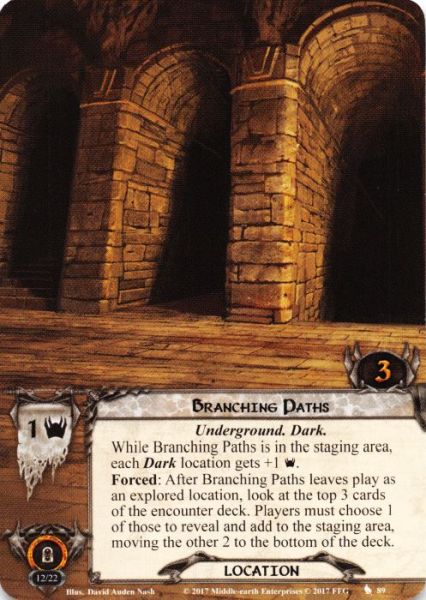 3
BRANCHING PATHS
1
Underground. Dark.
While Branching Paths is in the staging area,
each Dark location gets +1 .
Forced: After Branching Paths leaves play as
an explored location, look at the top 3 cards
of the encounter deck. Players must choose 1
of those to reveal and add to the staging area,
moving the other 2 to the bottom of the deck.
12/22
LOCATION
Illus. David Auden Nash © 2017 Middle-earth Enterprises © 2017 FFG 89